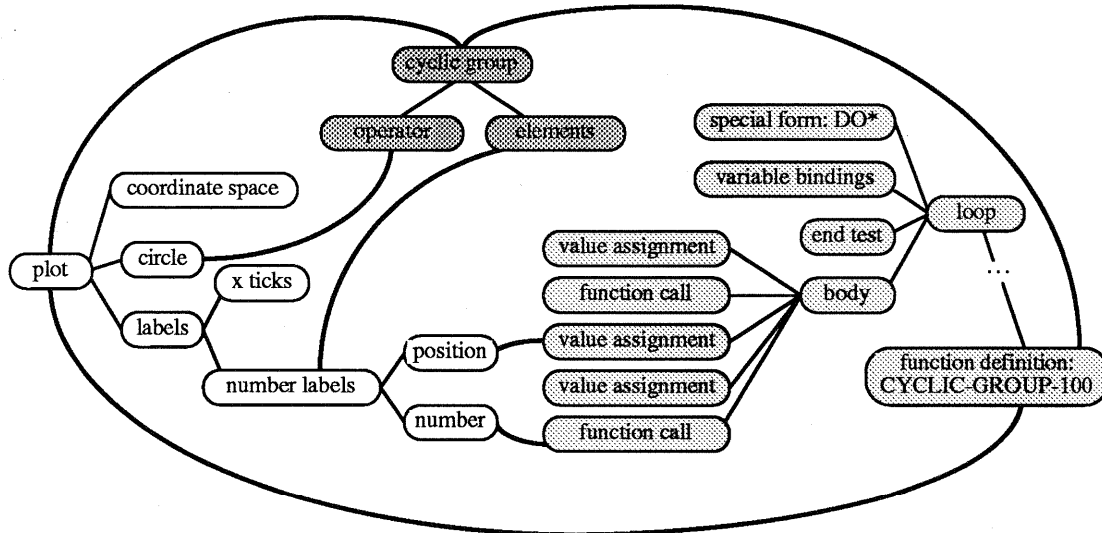 cyclic group
operator
elements
special form: DO*
coordinate space
variable bindings
loop
end test
value assignment
circle
plot
x ticks
...
function call
body
labels
value assignment
position
function definition:
CYCLIC-GROUP-100
number labels
value assignment
number
function call